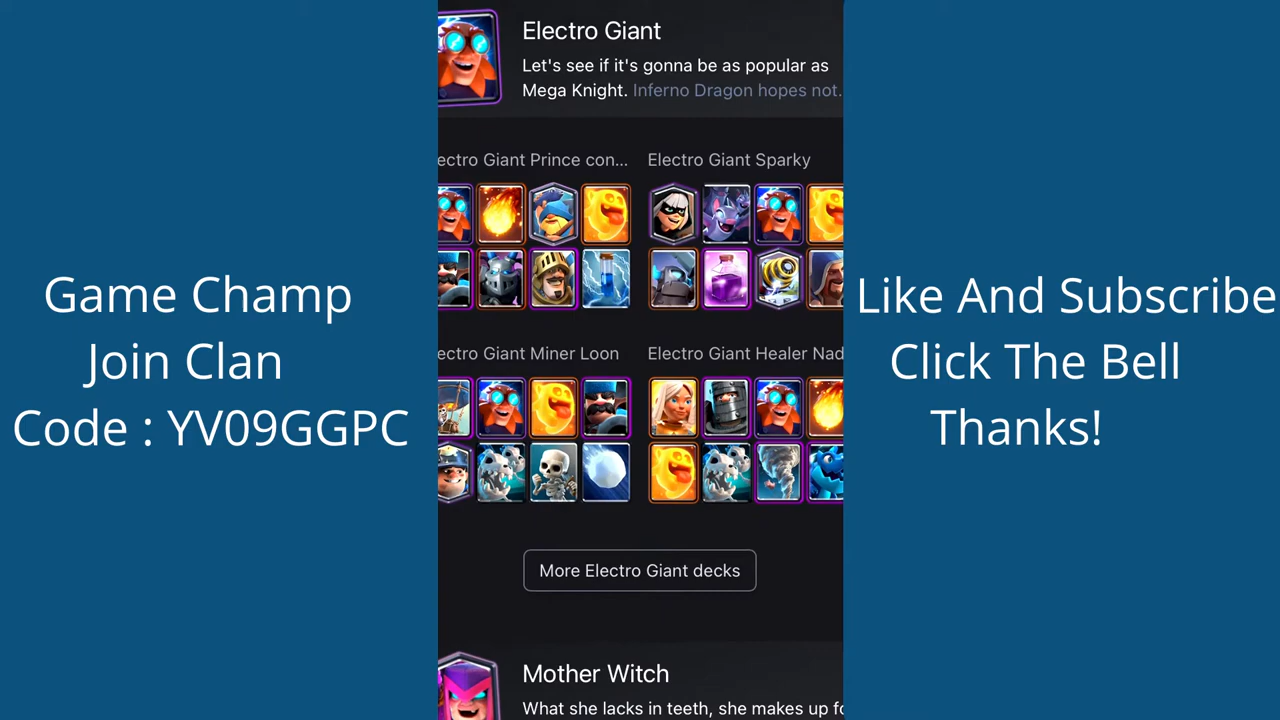 Game Champ
Join Clan
Code : YV09GGPC
Electro Giant
Let's see if it's gonna be as popular as
Mega Knight. Inferno Dragon hopes not.
ectro Giant Prince con...
Electro Giant Sparky
ectro Giant Miner Loon
Electro Giant Healer Nad
More Electro Giant decks
Mother Witch
What she lacks in teeth, she makes up fo
Like And Subscribe
Click The Bell
Thanks!